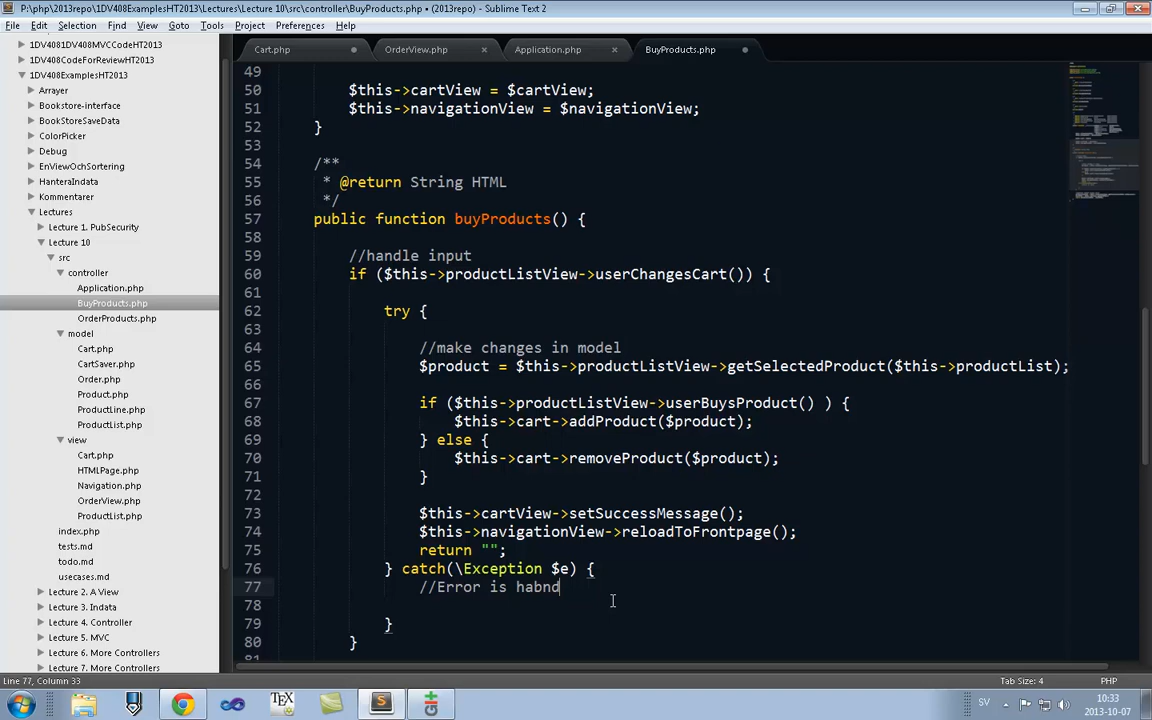 P:\php\2013repo\1DV408ExamplesHT2013\Lectures\Lecture 10\src\controller\BuyProducts.php • (2013repo) - Sublime Text 2
File Edit Selection Find View Goto Tools Project Preferences Help
Cart.php OrderView.php Application.php BuyProducts.php
1DV4081DV408MVCCodeHT2013
1DV408CodeForReviewHT2013
1DV408ExamplesHT2013
Arrayer
Bookstore-interface
BookStoreSaveData
ColorPicker
Debug
EnViewOchSortering
HanteraIndata
Kommentarer
Lectures
Lecture 1. PubSecurity
Lecture 10
src
controller
Application.php
BuyProducts.php
OrderProducts.php
model
Cart.php
CartSaver.php
Order.php
Product.php
ProductLine.php
ProductList.php
view
Cart.php
HTMLPage.php
Navigation.php
OrderView.php
ProductList.php
index.php
tests.md
todo.md
usecases.md
Lecture 2. A View
Lecture 3. Indata
Lecture 4. Controller
Lecture 5. MVC
Lecture 6. More Controllers
Lecture 7. More Controllers
49
50 $this->cartView = $cartView;
51 $this->navigationView = $navigationView;
52 }
53
54 /**
55 * @return String HTML
56 */
57 public function buyProducts() {
58
59 //handle input
60 if ($this->productListView->userChangesCart()) {
61
62 try {
63
64 //make changes in model
65 $product = $this->productListView->getSelectedProduct($this->productList);
66
67 if ($this->productListView->userBuysProduct() ) {
68 $this->cart->addProduct($product);
69 } else {
70 $this->cart->removeProduct($product);
71 }
72
73 $this->cartView->setSuccessMessage();
74 $this->navigationView->reloadToFrontpage();
75 return "";
76 } catch(\Exception $e) {
77 //Error is habnd
78
79 }
80 }
81
Line 77, Column 33 Tab Size: 4 PHP
SV 10:33
2013-10-07